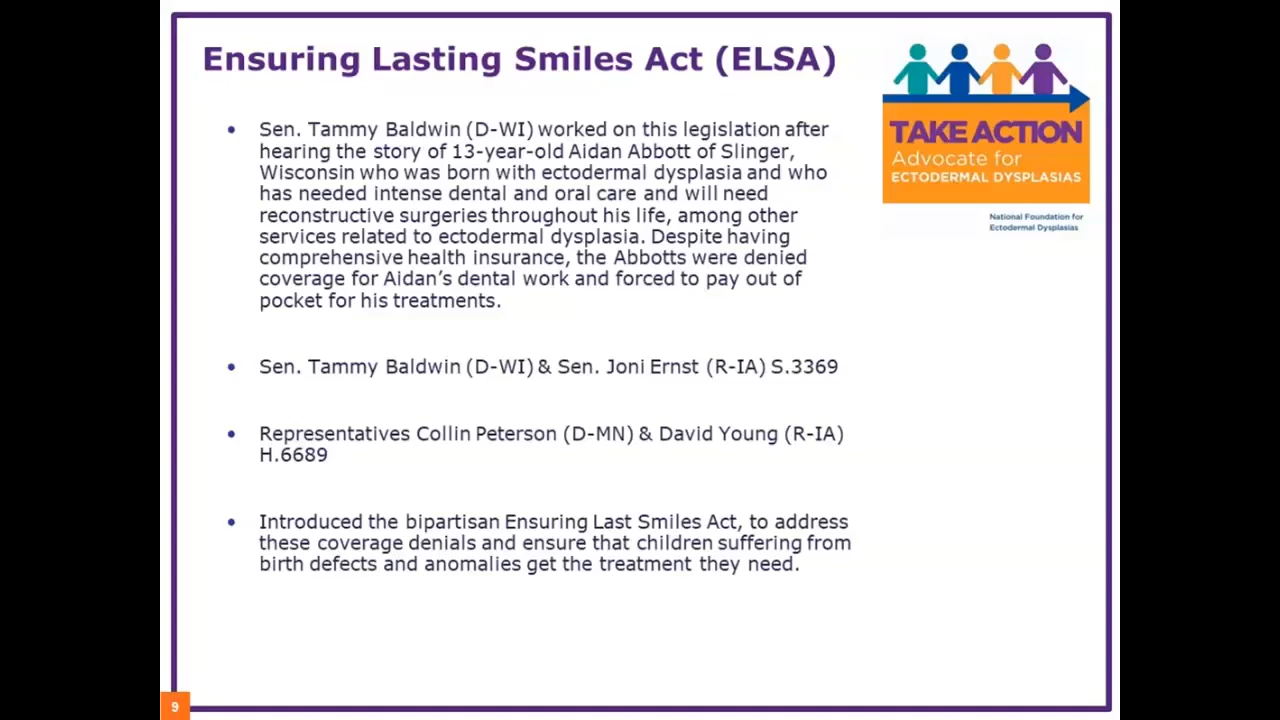 Ensuring Lasting Smiles Act (ELSA)
• Sen. Tammy Baldwin (D-WI) worked on this legislation after
hearing the story of 13-year-old Aidan Abbott of Slinger,
Wisconsin who was born with ectodermal dysplasia and who
has needed intense dental and oral care and will need
reconstructive surgeries throughout his life, among other
services related to ectodermal dysplasia. Despite having
comprehensive health insurance, the Abbotts were denied
coverage for Aidan's dental work and forced to pay out of
pocket for his treatments.
• Sen. Tammy Baldwin (D-WI) & Sen. Joni Ernst (R-IA) S.3369
• Representatives Collin Peterson (D-MN) & David Young (R-IA)
H.6689
• Introduced the bipartisan Ensuring Last Smiles Act, to address
these coverage denials and ensure that children suffering from
birth defects and anomalies get the treatment they need.
TAKE ACTION
Advocate for
ECTODERMAL DYSPLASIAS
National Foundation for
Ectodermal Dysplasias
9